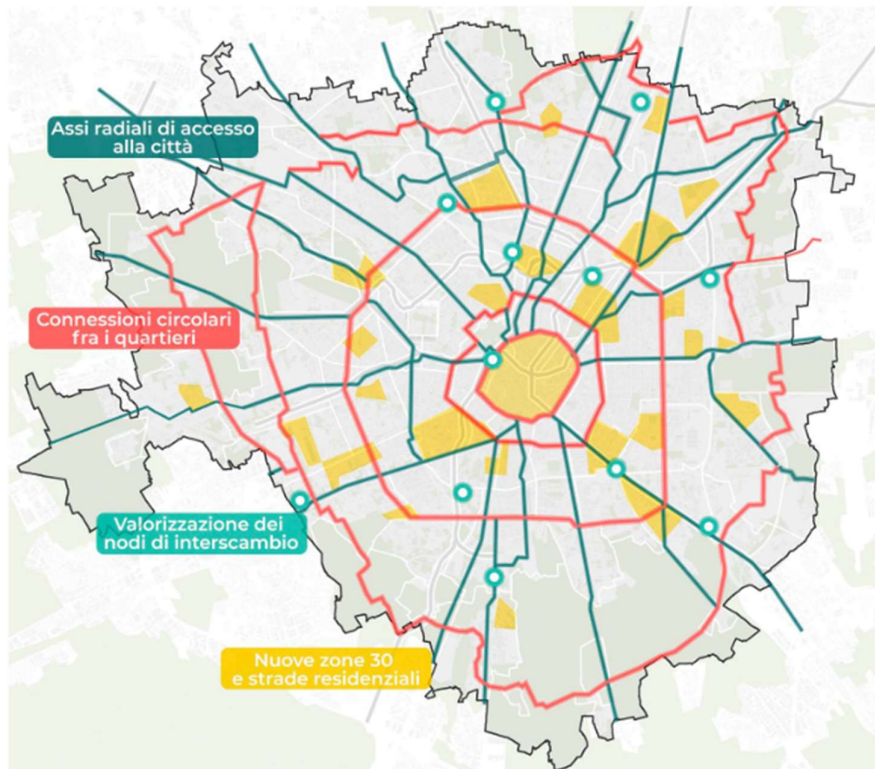 Assi radiali di accesso
alla città
Connessioni circolari
fra i quartieri
Valorizzazione dei
nodi di interscambio
Nuove zone 30
e strade residenziali